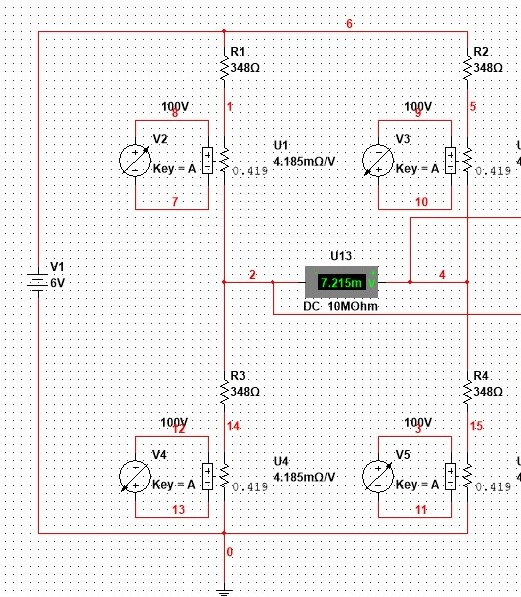 6
R1
348Ω
R2
348Ω
100V
8
1
100V
9
5
V2
Key = A
U1
4.185mΩ/V
0.419
V3
Key = A
0.419
7
10
U13
V1
6V
2
7.215m
+
V
4
DC 10MOhm
R3
348Ω
R4
348Ω
100V
12
14
100V
3
15
V4
Key = A
U4
4.185mΩ/V
0.419
V5
Key = A
0.419
13
11
0